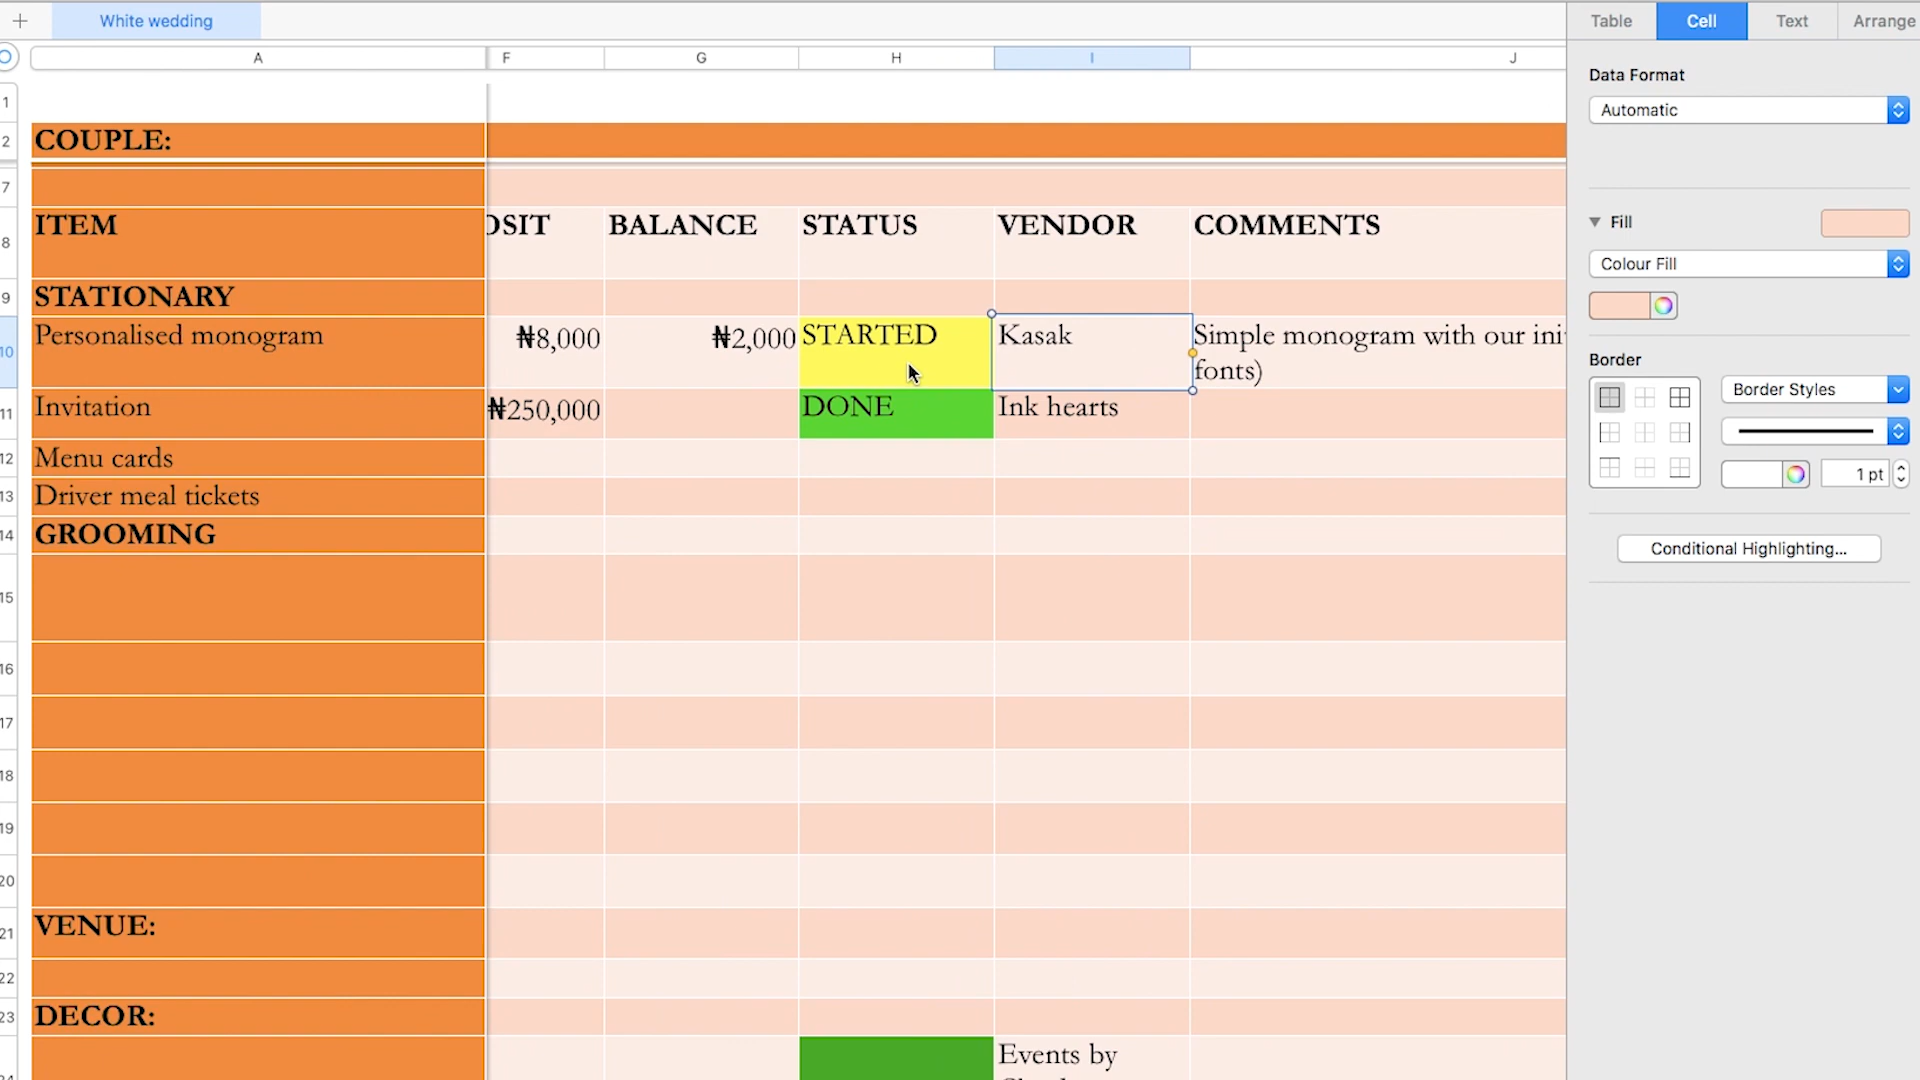 White wedding
Table Cell Text Arrange
A F G H I J
Data Format
Automatic
1
2 COUPLE:
7
8 ITEM OSIT BALANCE STATUS VENDOR COMMENTS
Fill
Colour Fill
9 STATIONARY
10 Personalised monogram ₦8,000 ₦2,000 STARTED Kasak Simple monogram with our ini
fonts)
Border
Border Styles
11 Invitation ₦250,000 DONE Ink hearts
12 Menu cards
1 pt
13 Driver meal tickets
14 GROOMING
Conditional Highlighting...
15
16
17
18
19
20
21 VENUE:
22
23 DECOR:
Events by